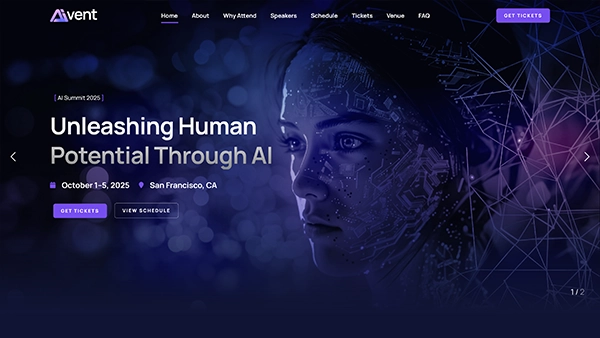 Aivent
Home About Why Attend Speakers Schedule Tickets Venue FAQ
GET TICKETS
[ AI Summit 2025 ]
Unleashing Human
Potential Through AI
October 1–5, 2025 San Francisco, CA
GET TICKETS VIEW SCHEDULE
1 / 2